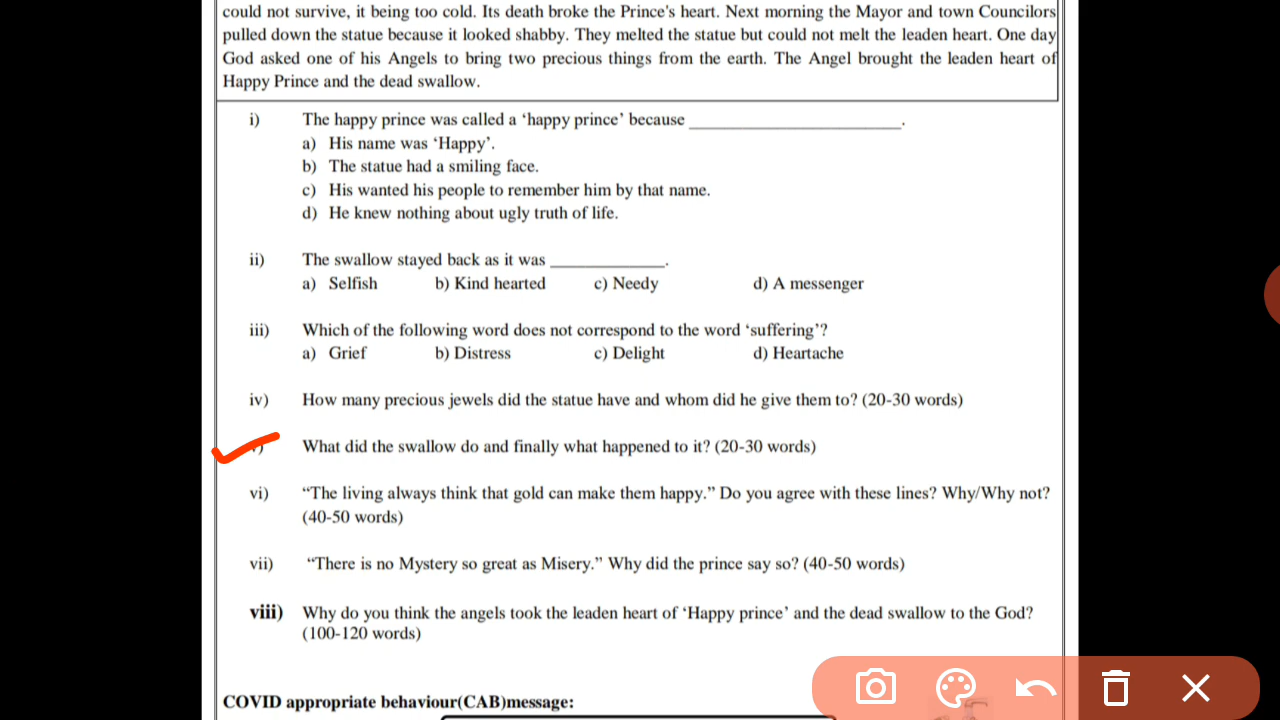 could not survive, it being too cold. Its death broke the Prince's heart. Next morning the Mayor and town Councilors
pulled down the statue because it looked shabby. They melted the statue but could not melt the leaden heart. One day
God asked one of his Angels to bring two precious things from the earth. The Angel brought the leaden heart of
Happy Prince and the dead swallow.
i) The happy prince was called a ‘happy prince’ because ______________________.
a) His name was ‘Happy’.
b) The statue had a smiling face.
c) His wanted his people to remember him by that name.
d) He knew nothing about ugly truth of life.
ii) The swallow stayed back as it was ____________.
a) Selfish b) Kind hearted c) Needy d) A messenger
iii) Which of the following word does not correspond to the word ‘suffering’?
a) Grief b) Distress c) Delight d) Heartache
iv) How many precious jewels did the statue have and whom did he give them to? (20-30 words)
What did the swallow do and finally what happened to it? (20-30 words)
vi) “The living always think that gold can make them happy.” Do you agree with these lines? Why/Why not?
(40-50 words)
vii) “There is no Mystery so great as Misery.” Why did the prince say so? (40-50 words)
viii) Why do you think the angels took the leaden heart of ‘Happy prince’ and the dead swallow to the God?
(100-120 words)
COVID appropriate behaviour(CAB)message: